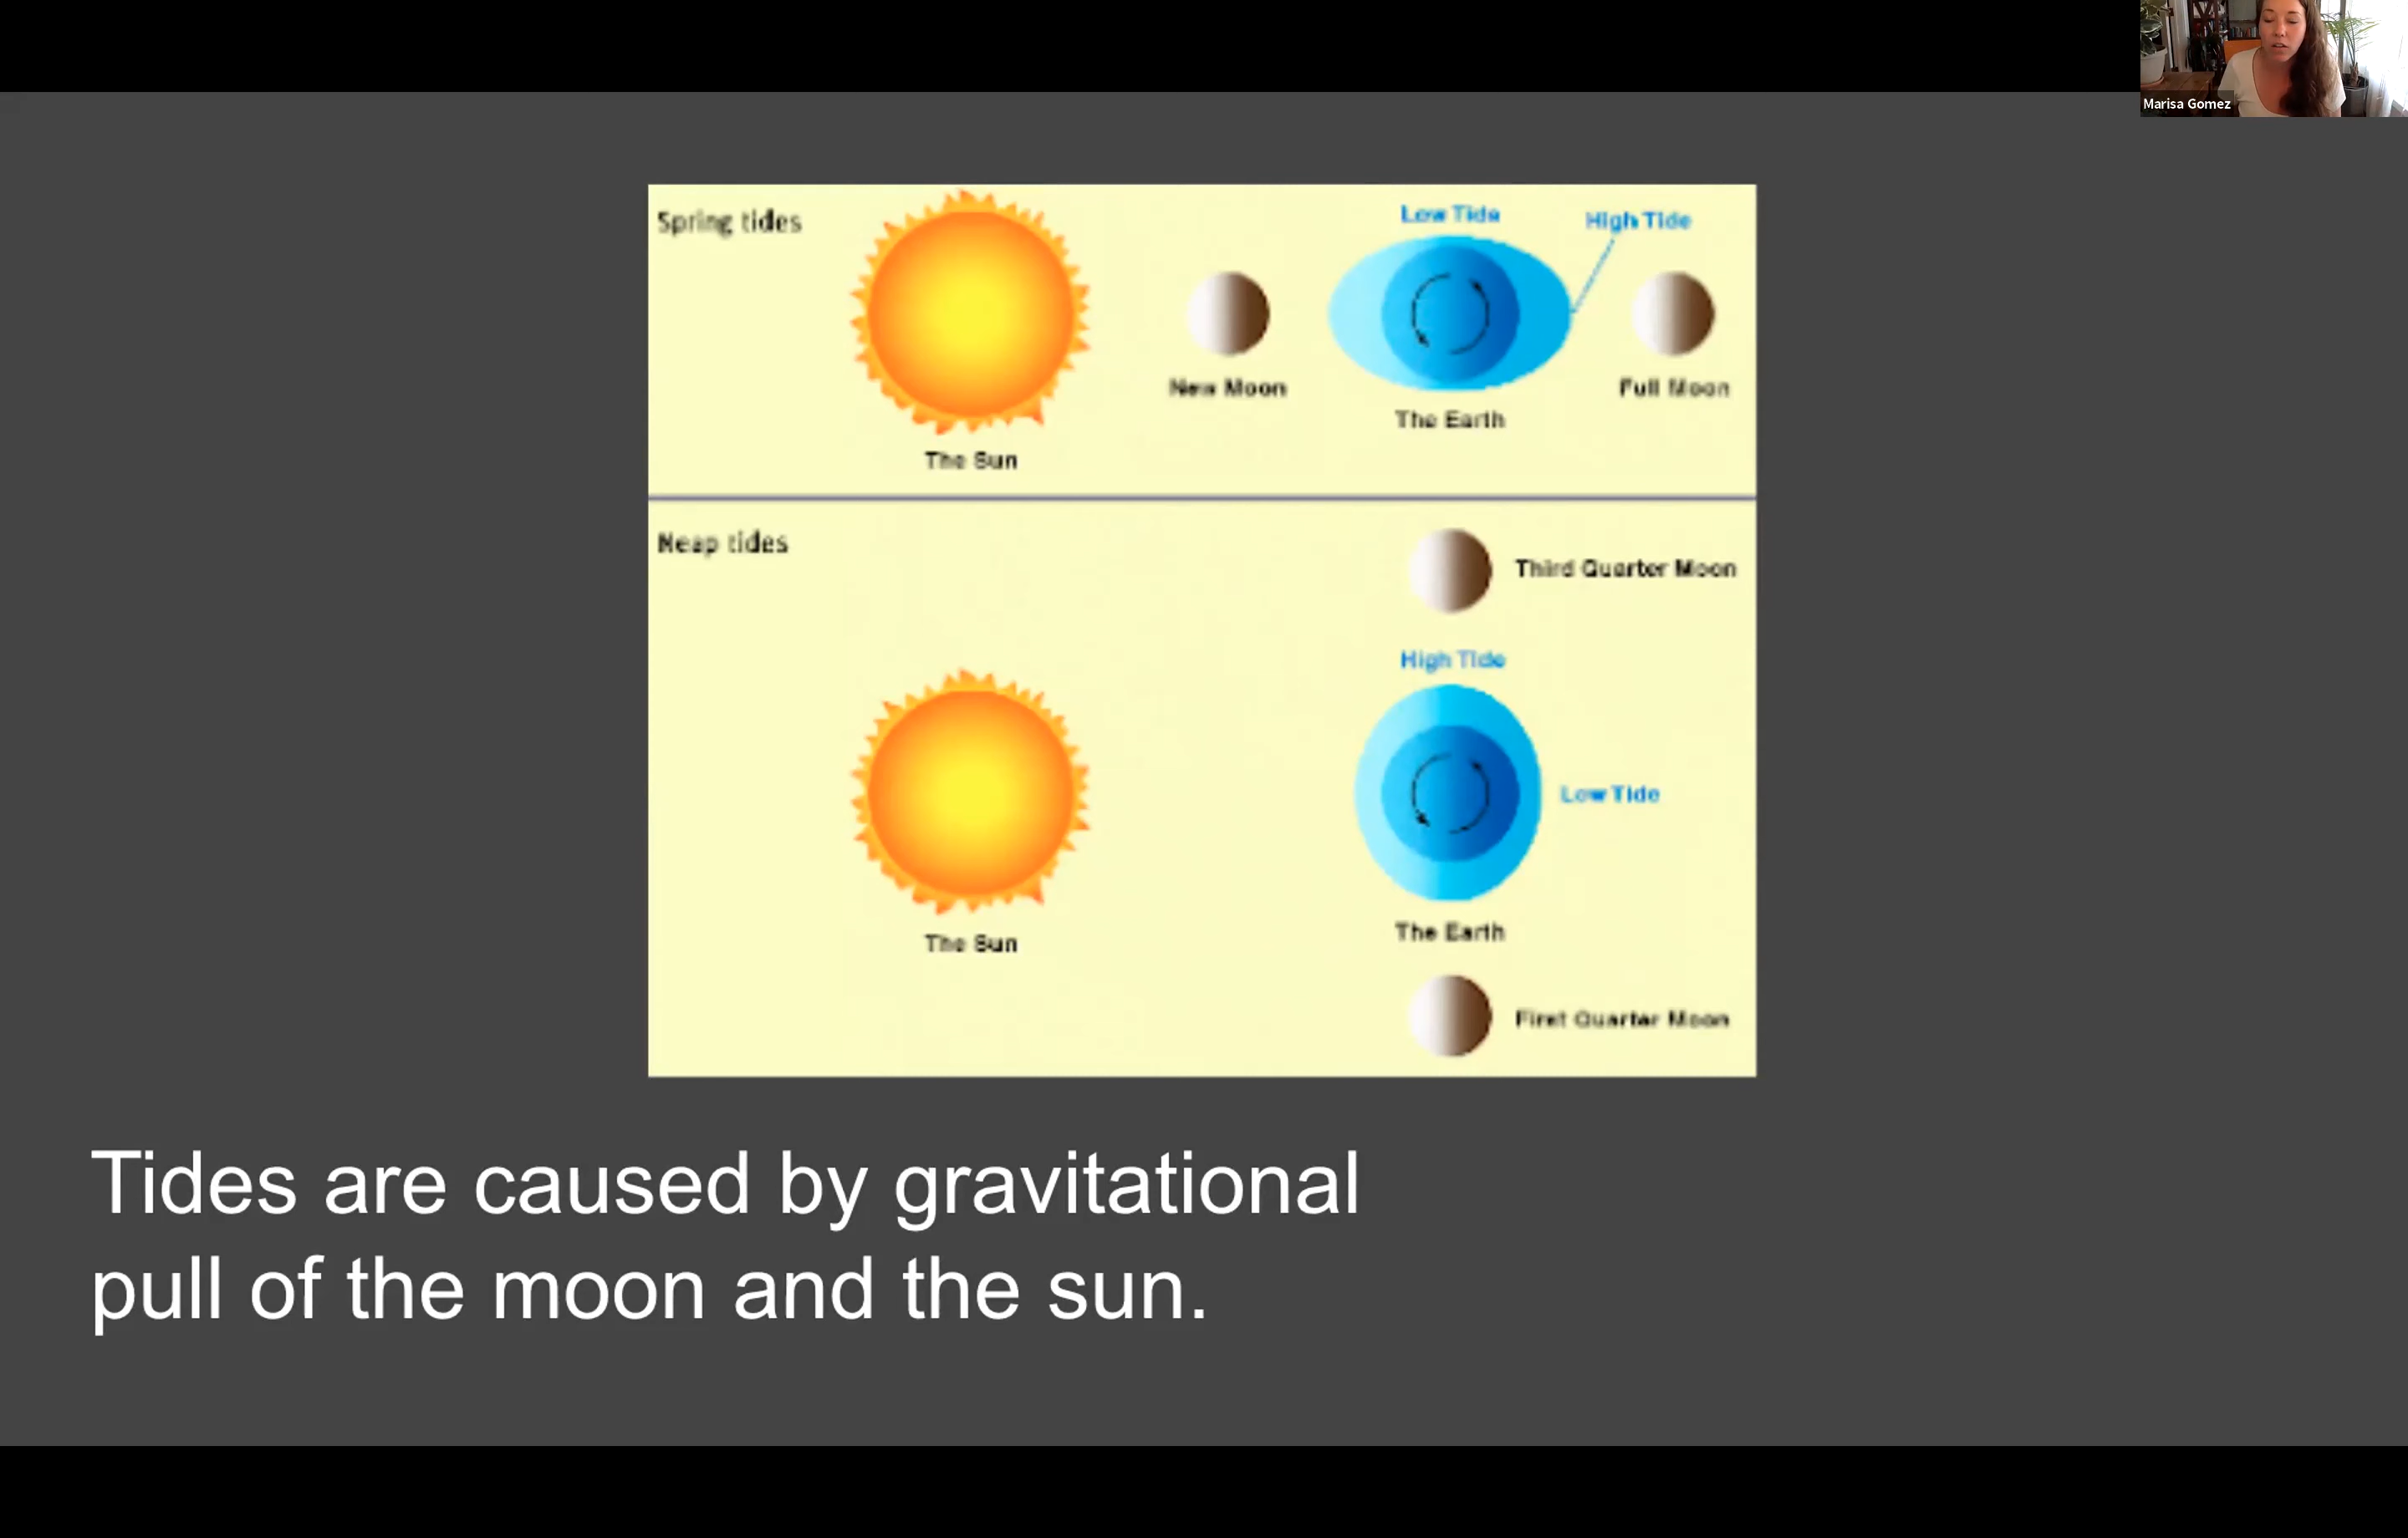 Marisa Gomez
Spring tides
Low Tide
High Tide
New Moon
Full Moon
The Earth
The Sun
Neap tides
Third Quarter Moon
High Tide
Low Tide
The Earth
The Sun
First Quarter Moon
Tides are caused by gravitational
pull of the moon and the sun.